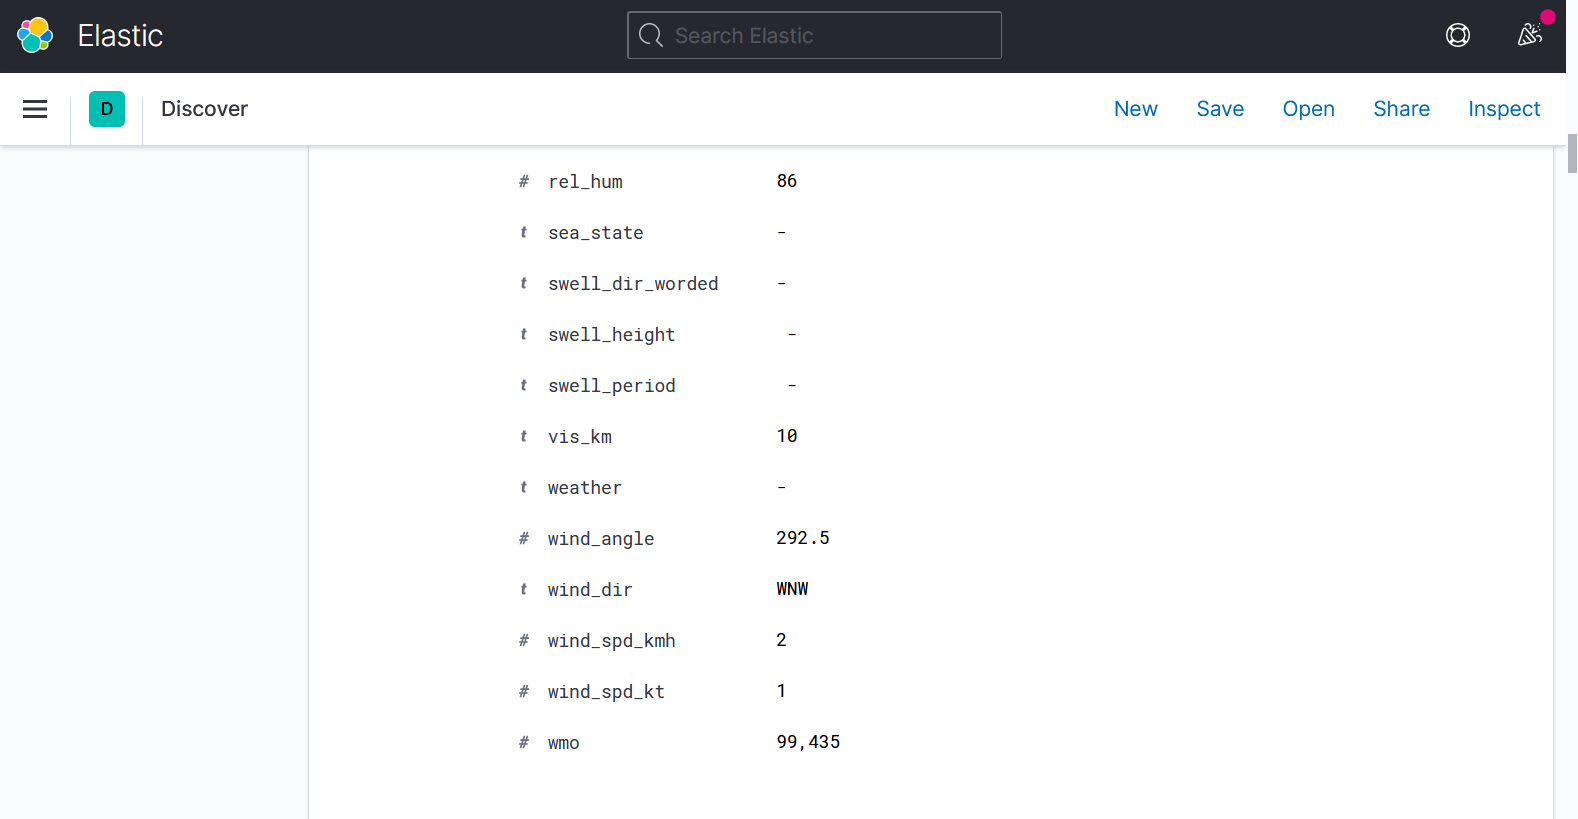 Elastic
Search Elastic
D
Discover
New Save Open Share Inspect
# rel_hum 86
t sea_state -
t swell_dir_worded -
t swell_height -
t swell_period -
t vis_km 10
t weather -
# wind_angle 292.5
t wind_dir WNW
# wind_spd_kmh 2
# wind_spd_kt 1
# wmo 99,435